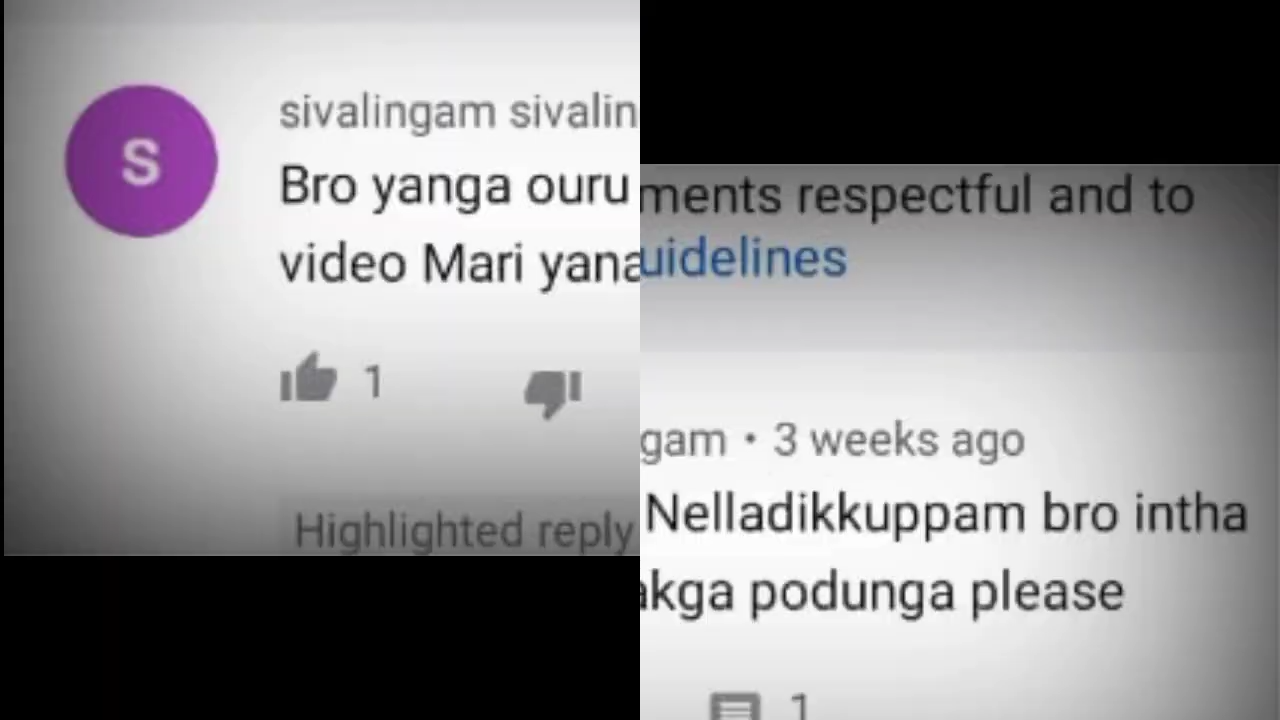 sivalingam sivalin
Bro yanga ouru
video Mari yana
1
Highlighted reply
S
ments respectful and to
uidelines
gam • 3 weeks ago
Nelladikkuppam bro intha
akga podunga please
1